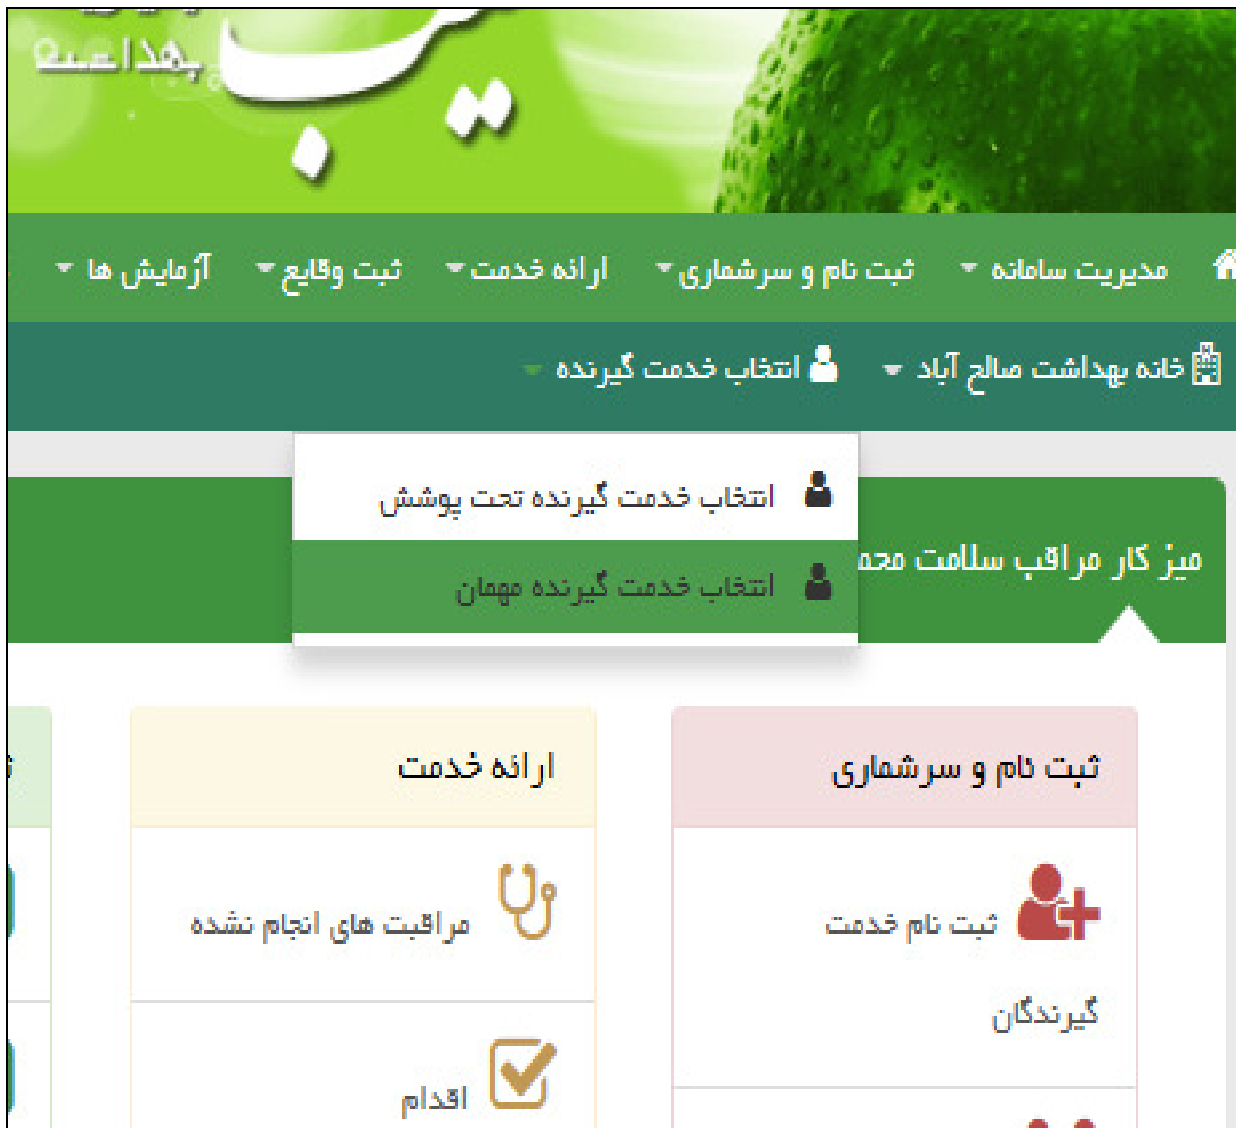 بهداشت
مدیریت سامانه
ثبت نام و سرشماری
ارائه خدمت
ثبت وقایع
آزمایش ها
خانه بهداشت صالح آباد
انتخاب خدمت گیرنده
انتخاب خدمت گیرنده تحت پوشش
انتخاب خدمت گیرنده مهمان
میز کار مراقب سلامت
ثبت نام و سرشماری
ثبت نام خدمت
گیرندگان
ارائه خدمت
مراقبت های انجام نشده
اقدام